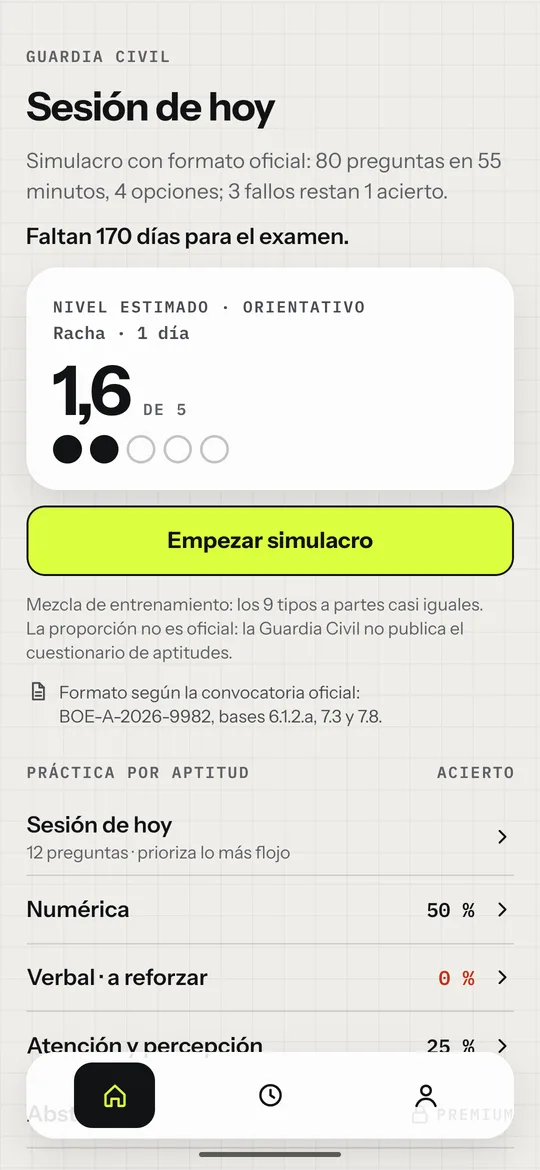 GUARDIA CIVIL
Sesión de hoy
Simulacro con formato oficial: 80 preguntas en 55
minutos, 4 opciones; 3 fallos restan 1 acierto.
Faltan 170 días para el examen.
NIVEL ESTIMADO · ORIENTATIVO
Racha · 1 día
1,6 DE 5
Empezar simulacro
Mezcla de entrenamiento: los 9 tipos a partes casi iguales.
La proporción no es oficial: la Guardia Civil no publica el
cuestionario de aptitudes.
Formato según la convocatoria oficial:
BOE-A-2026-9982, bases 6.1.2.a, 7.3 y 7.8.
PRÁCTICA POR APTITUD ACIERTO
Sesión de hoy
12 preguntas · prioriza lo más flojo
Numérica 50 %
Verbal · a reforzar 0 %
Atención y percepción 25 %
PREMIUM